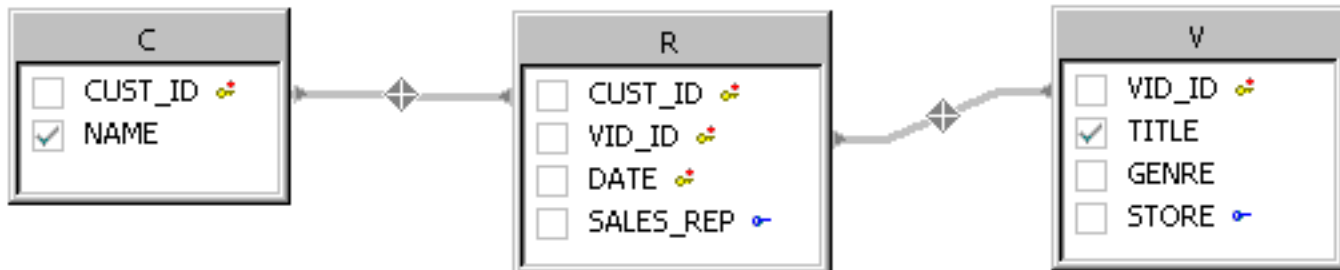 C
CUST_ID
NAME
R
CUST_ID
VID_ID
DATE
SALES_REP
V
VID_ID
TITLE
GENRE
STORE